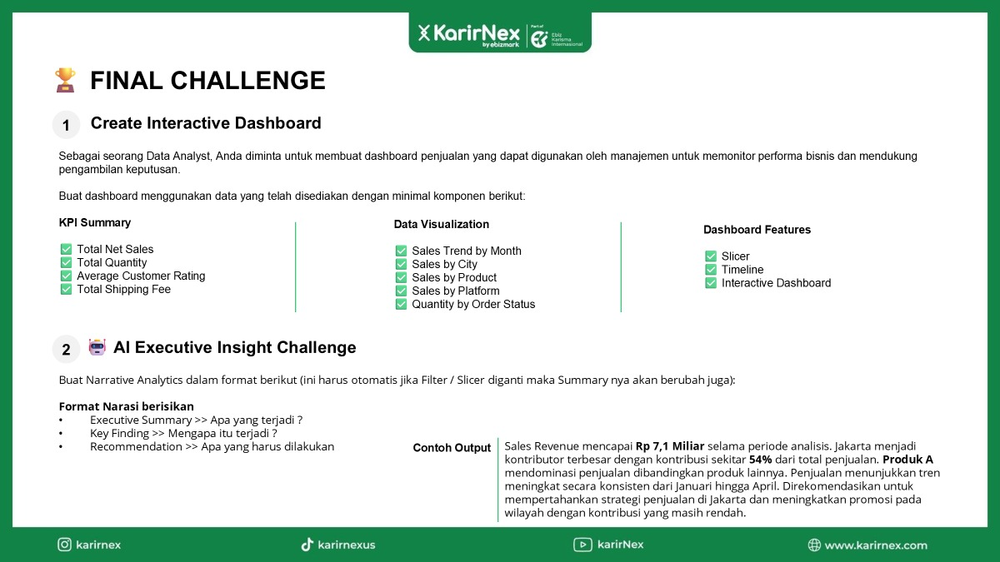 KarirNex
by ebizmark
Part of
Ebiz
Karisma
Internasional
FINAL CHALLENGE
1
Create Interactive Dashboard
Sebagai seorang Data Analyst, Anda diminta untuk membuat dashboard penjualan yang dapat digunakan oleh manajemen untuk memonitor performa bisnis dan mendukung
pengambilan keputusan.
Buat dashboard menggunakan data yang telah disediakan dengan minimal komponen berikut:
KPI Summary
✅ Total Net Sales
✅ Total Quantity
✅ Average Customer Rating
✅ Total Shipping Fee
Data Visualization
✅ Sales Trend by Month
✅ Sales by City
✅ Sales by Product
✅ Sales by Platform
✅ Quantity by Order Status
Dashboard Features
✅ Slicer
✅ Timeline
✅ Interactive Dashboard
2
AI Executive Insight Challenge
Buat Narrative Analytics dalam format berikut (ini harus otomatis jika Filter / Slicer diganti maka Summary nya akan berubah juga):
Format Narasi berisikan
• Executive Summary >> Apa yang terjadi ?
• Key Finding >> Mengapa itu terjadi ?
• Recommendation >> Apa yang harus dilakukan
Contoh Output
Sales Revenue mencapai Rp 7,1 Miliar selama periode analisis. Jakarta menjadi
kontributor terbesar dengan kontribusi sekitar 54% dari total penjualan. Produk A
mendominasi penjualan dibandingkan produk lainnya. Penjualan menunjukkan tren
meningkat secara konsisten dari Januari hingga April. Direkomendasikan untuk
mempertahankan strategi penjualan di Jakarta dan meningkatkan promosi pada
wilayah dengan kontribusi yang masih rendah.
karirnex
karirnexus
karirNex
www.karirnex.com